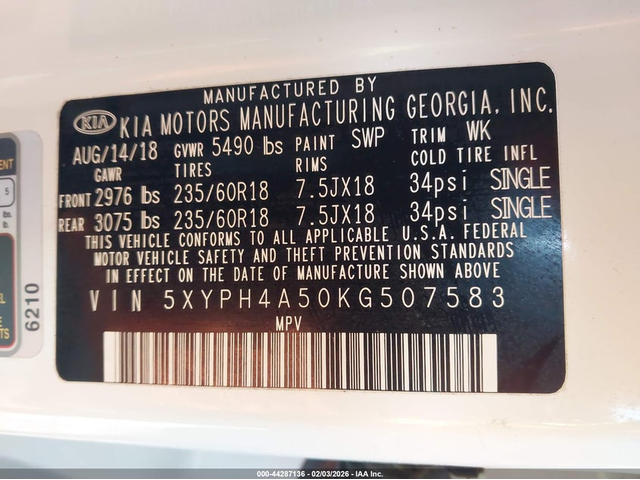 MANUFACTURED BY
KIA KIA MOTORS MANUFACTURING GEORGIA, INC.
AUG/14/18 GVWR 5490 lbs PAINT SWP TRIM WK
GAWR TIRES RIMS COLD TIRE INFL
FRONT 2976 lbs 235/60R18 7.5JX18 34psi SINGLE
REAR 3075 lbs 235/60R18 7.5JX18 34psi SINGLE
THIS VEHICLE CONFORMS TO ALL APPLICABLE U.S.A. FEDERAL
MOTOR VEHICLE SAFETY AND THEFT PREVENTION STANDARDS
IN EFFECT ON THE DATE OF MANUFACTURE SHOWN ABOVE
VIN 5XYPH4A50KG507583
MPV
5
lbs.
6210
000-44287136 - 02/03/2026 - IAA Inc.